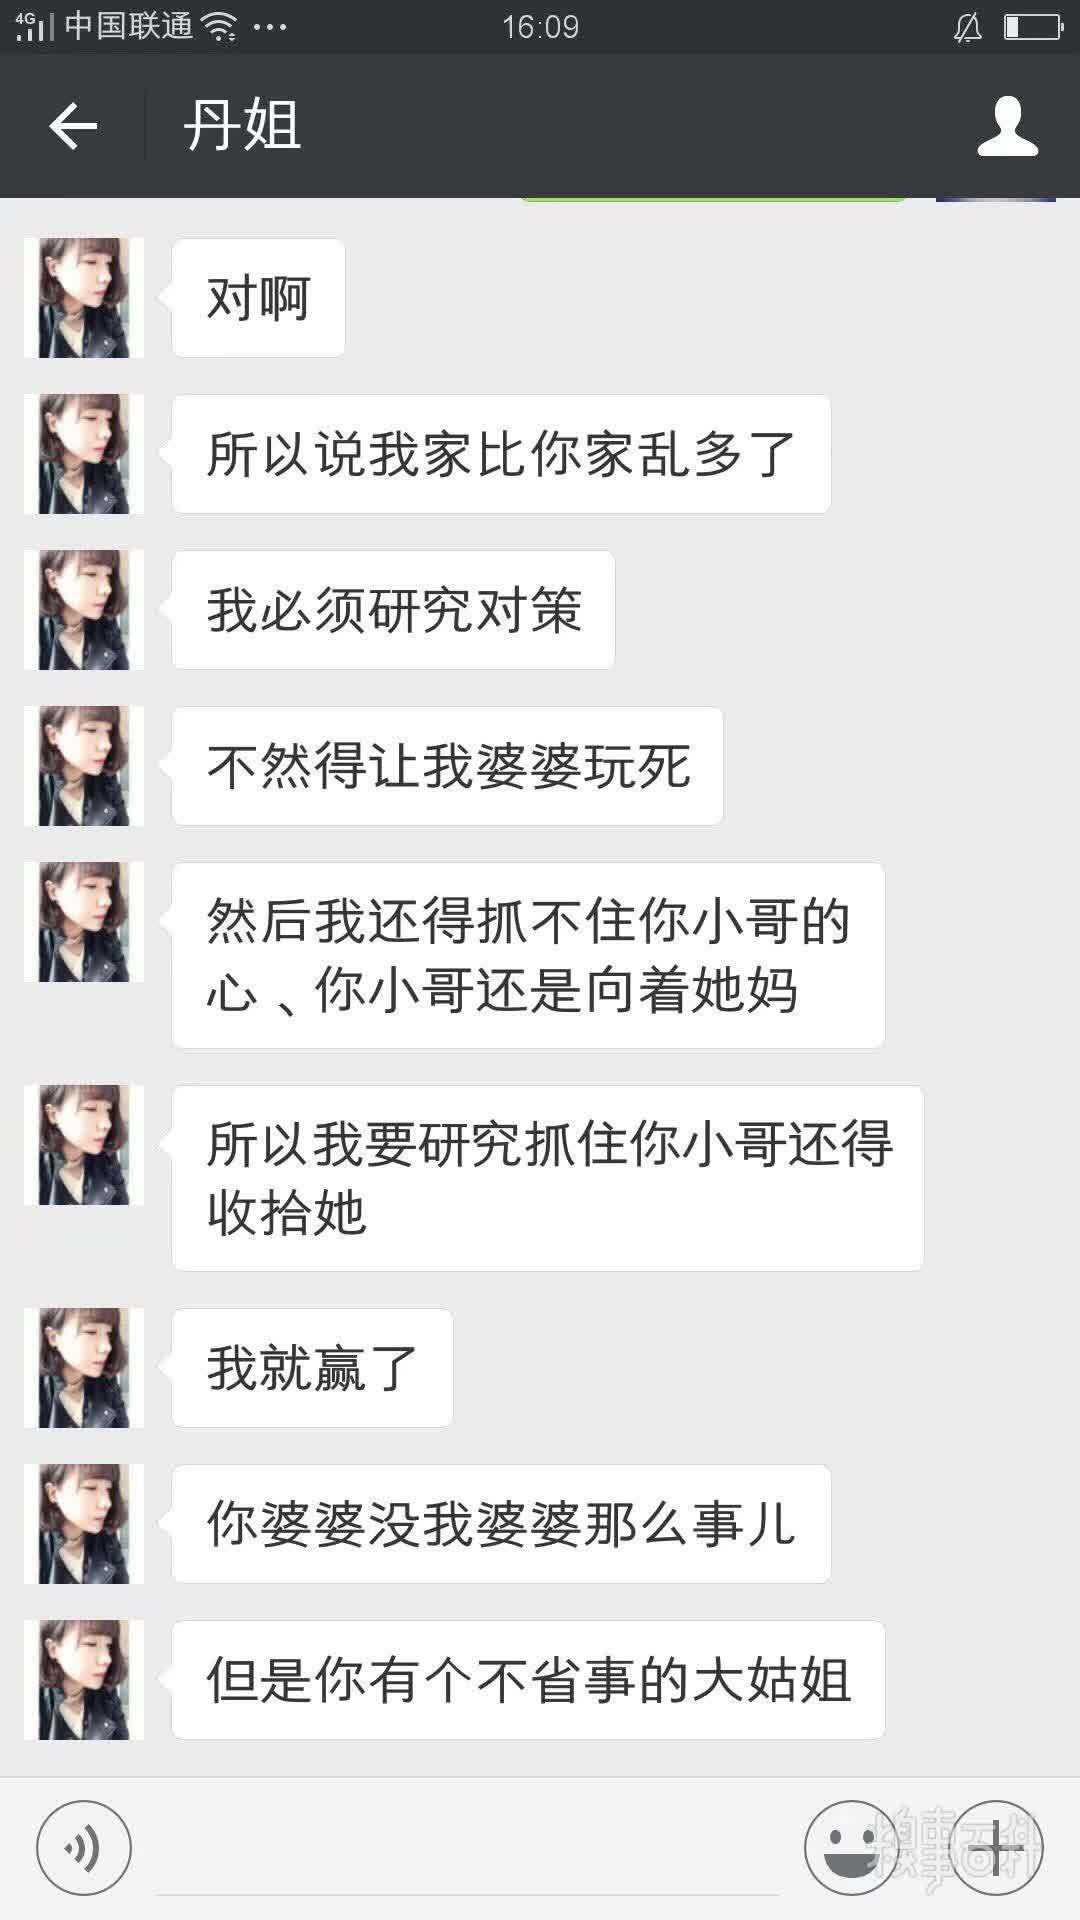 4G 中国联通 ... 16:09
丹姐
对啊
所以说我家比你家乱多了
我必须研究对策
不然得让我婆婆玩死
然后我还得抓不住你小哥的
心、你小哥还是向着她妈
所以我要研究抓住你小哥还得
收拾她
我就赢了
你婆婆没我婆婆那么事儿
但是你有个不省事的大姑姐